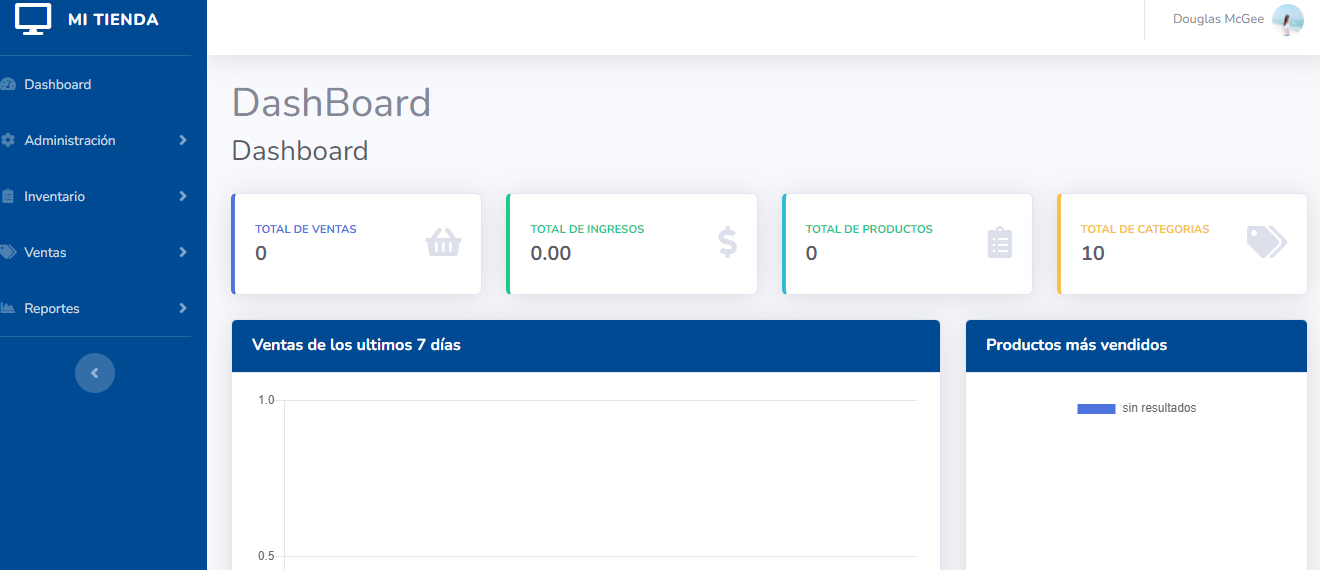 MI TIENDA
Douglas McGee
Dashboard
Administración
Inventario
Ventas
Reportes
DashBoard
Dashboard
TOTAL DE VENTAS
0
TOTAL DE INGRESOS
0.00
TOTAL DE PRODUCTOS
0
TOTAL DE CATEGORIAS
10
Ventas de los ultimos 7 días
1.0
0.5
Productos más vendidos
sin resultados